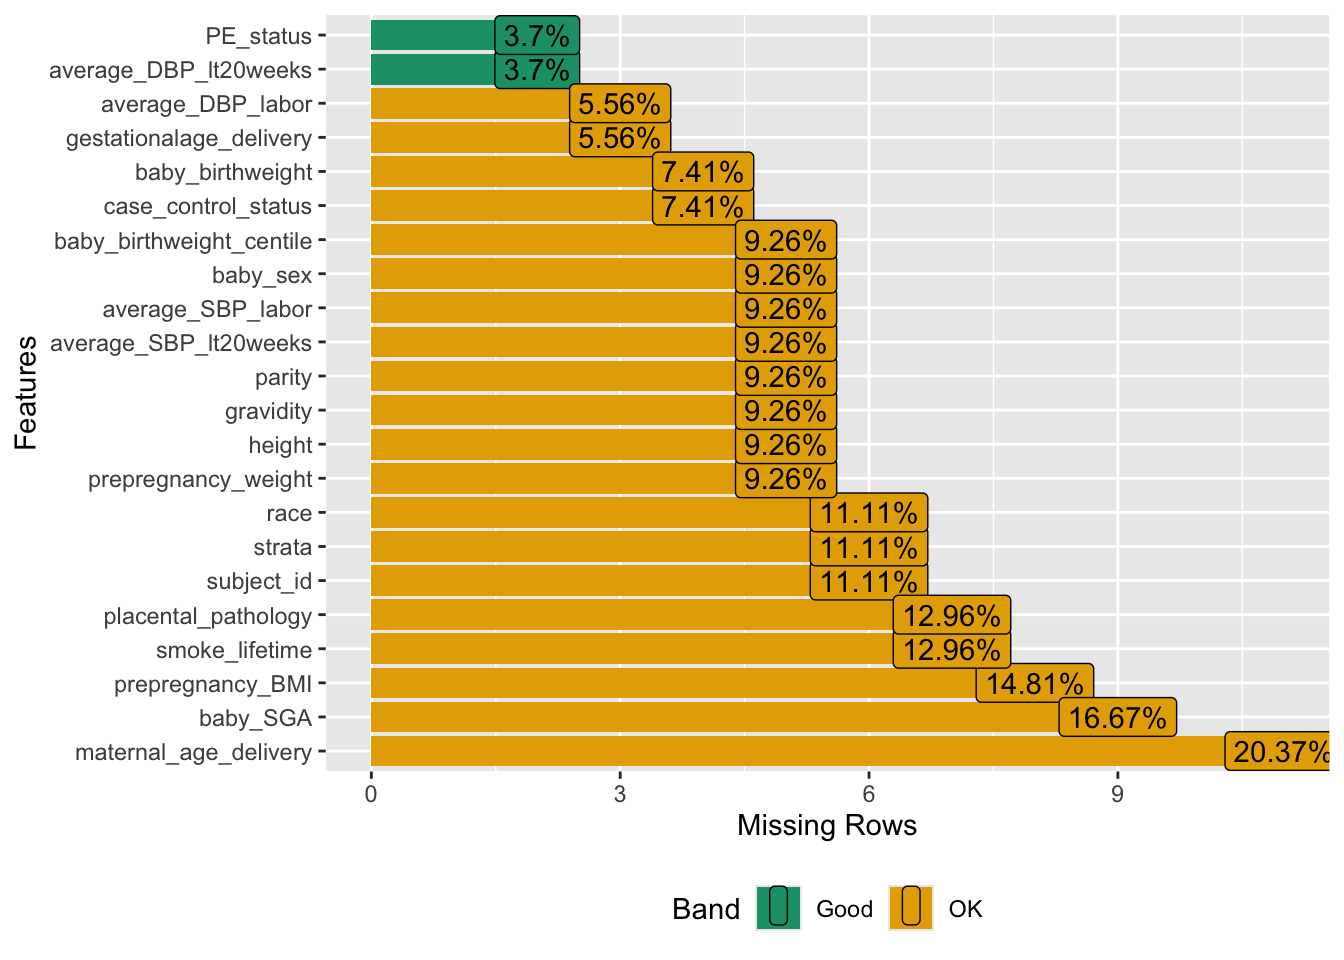 PE_status 3.7%
average_DBP_lt20weeks 3.7%
average_DBP_labor 5.56%
gestationalage_delivery 5.56%
baby_birthweight 7.41%
case_control_status 7.41%
baby_birthweight_centile 9.26%
baby_sex 9.26%
average_SBP_labor 9.26%
average_SBP_lt20weeks 9.26%
parity 9.26%
gravidity 9.26%
height 9.26%
prepregnancy_weight 9.26%
race 11.11%
strata 11.11%
subject_id 11.11%
placental_pathology 12.96%
smoke_lifetime 12.96%
prepregnancy_BMI 14.81%
baby_SGA 16.67%
maternal_age_delivery 20.37%
Features
0 3 6 9
Missing Rows
Band Good OK